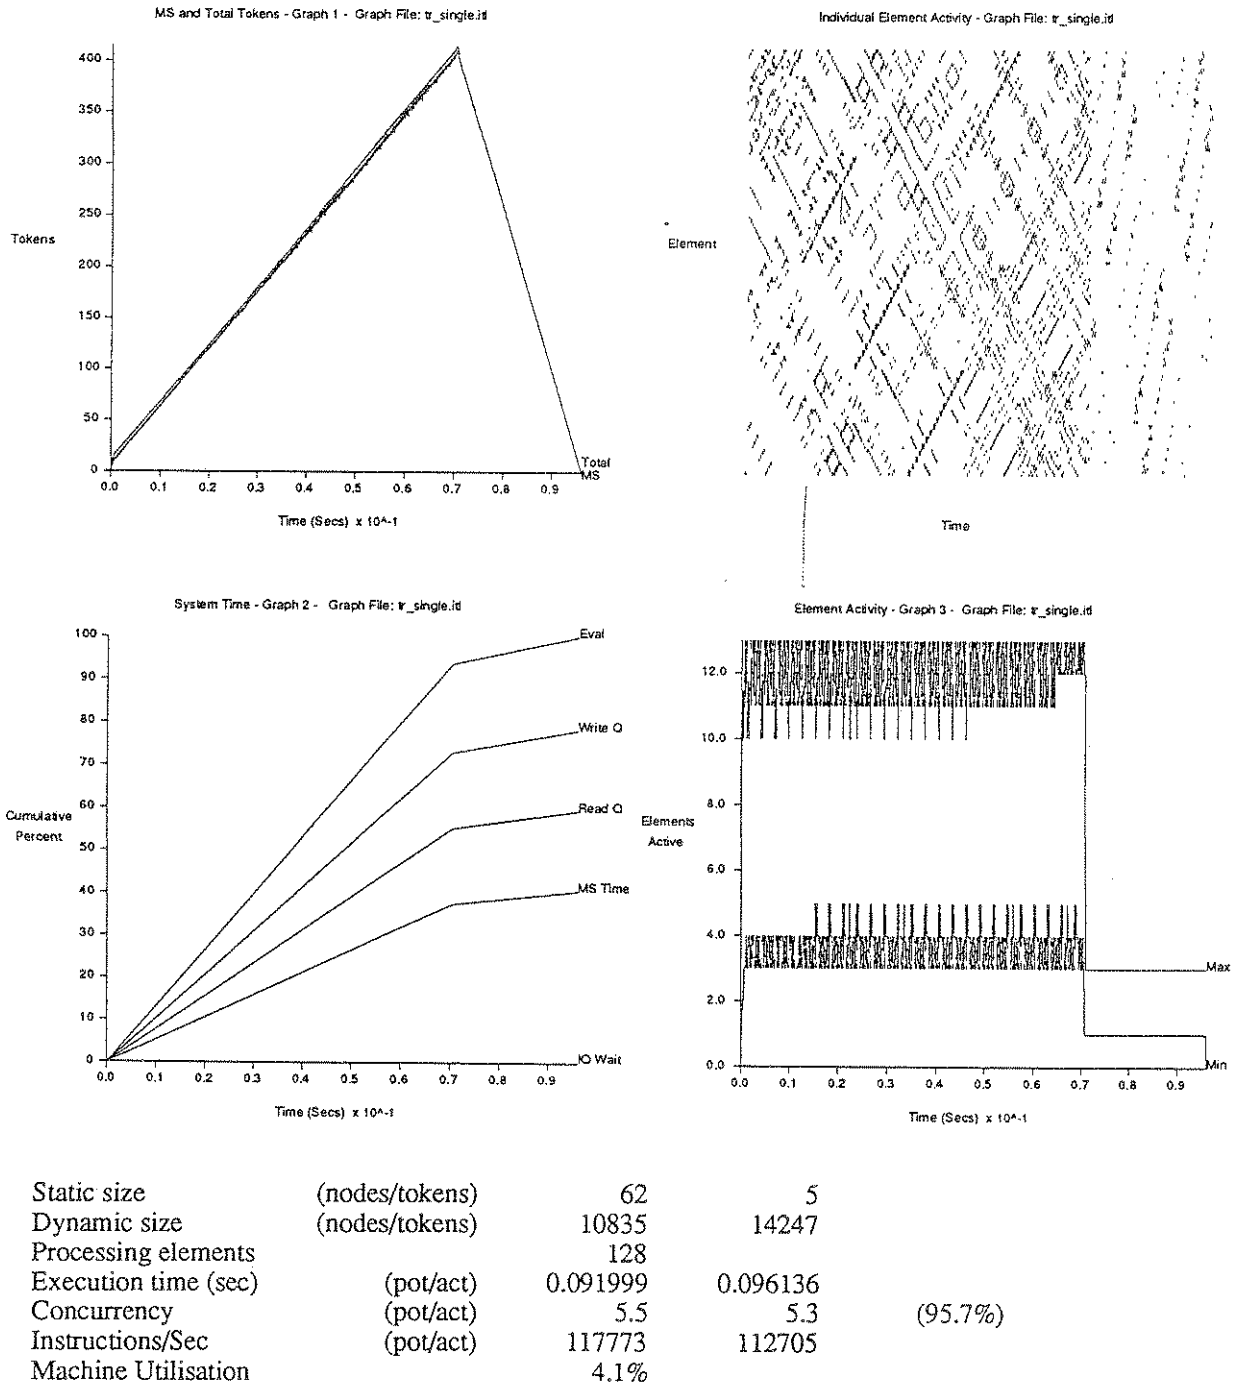 MS and Total Tokens - Graph 1 - Graph File: tr_single.itl
400
350
300
250
Tokens
200
150
100
50
0
Total
MS
0.0 0.1 0.2 0.3 0.4 0.5 0.6 0.7 0.8 0.9
Time (Secs) x 10^-1
Individual Element Activity - Graph File: tr_single.itl
Element
Time
System Time - Graph 2 - Graph File: tr_single.itl
100
Eval
90
80
Write Q
70
60
Read Q
Cumulative
Percent
50
40
MS Time
30
20
10
0
IO Wait
0.0 0.1 0.2 0.3 0.4 0.5 0.6 0.7 0.8 0.9
Time (Secs) x 10^-1
Element Activity - Graph 3 - Graph File: tr_single.itl
12.0
10.0
8.0
Elements
Active
6.0
4.0
Max
2.0
0.0
Min
0.0 0.1 0.2 0.3 0.4 0.5 0.6 0.7 0.8 0.9
Time (Secs) x 10^-1
Static size (nodes/tokens) 62 5
Dynamic size (nodes/tokens) 10835 14247
Processing elements 128
Execution time (sec) (pot/act) 0.091999 0.096136
Concurrency (pot/act) 5.5 5.3 (95.7%)
Instructions/Sec (pot/act) 117773 112705
Machine Utilisation 4.1%